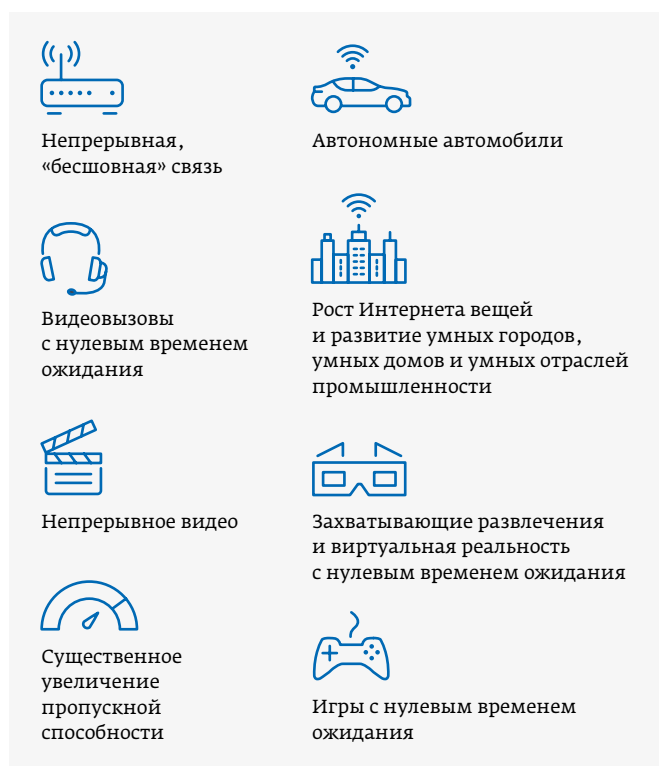 Непрерывная,
«бесшовная» связь
Видеовызовы
с нулевым временем
ожидания
Непрерывное видео
Существенное
увеличение
пропускной
способности
Автономные автомобили
Рост Интернета вещей
и развитие умных городов,
умных домов и умных отраслей
промышленности
Захватывающие развлечения
и виртуальная реальность
с нулевым временем ожидания
Игры с нулевым временем
ожидания